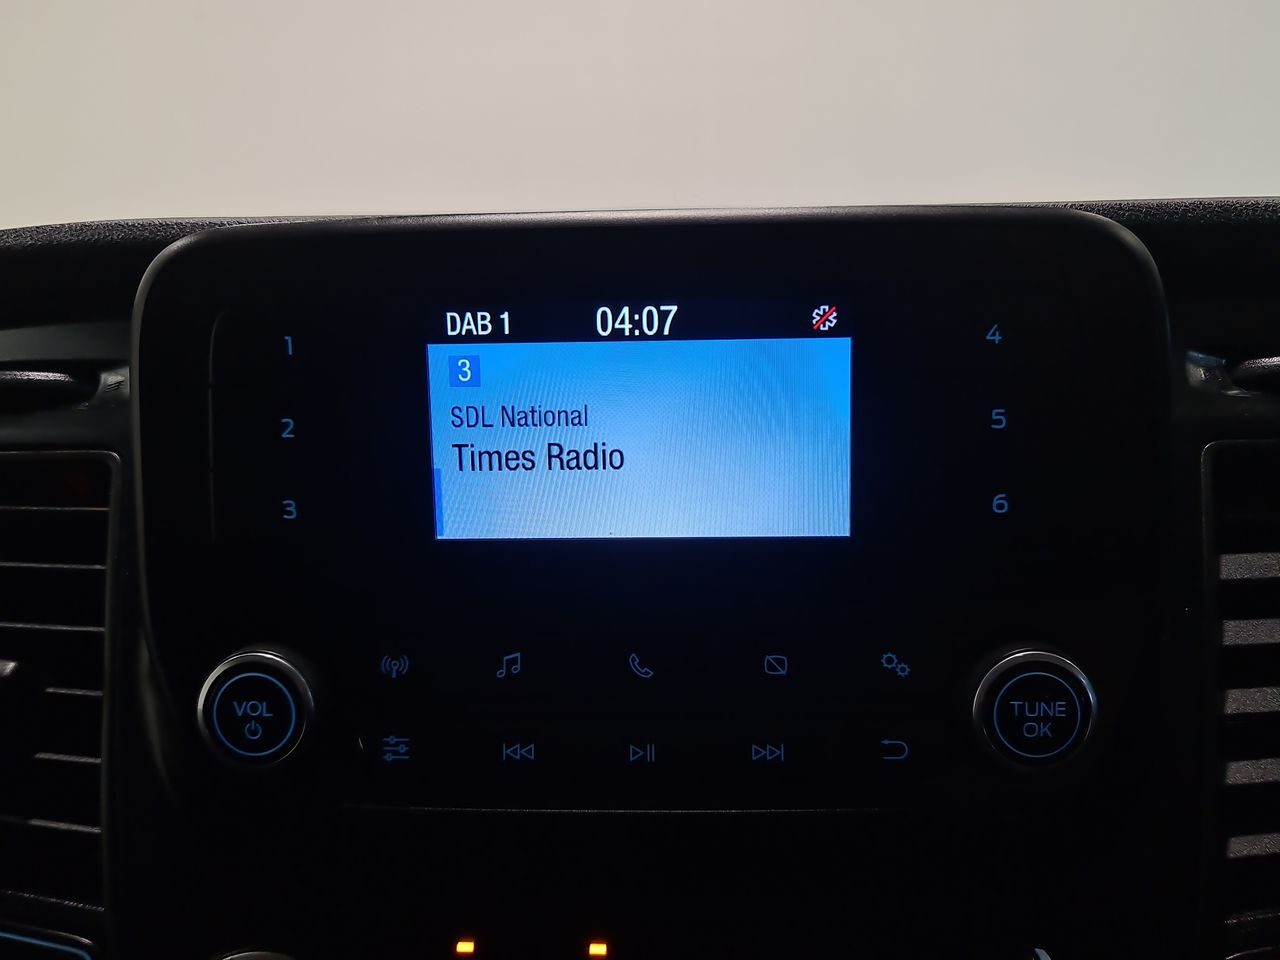 DAB 1 04:07
3
SDL National
Times Radio
1
2
3
4
5
6
VOL
TUNE
OK